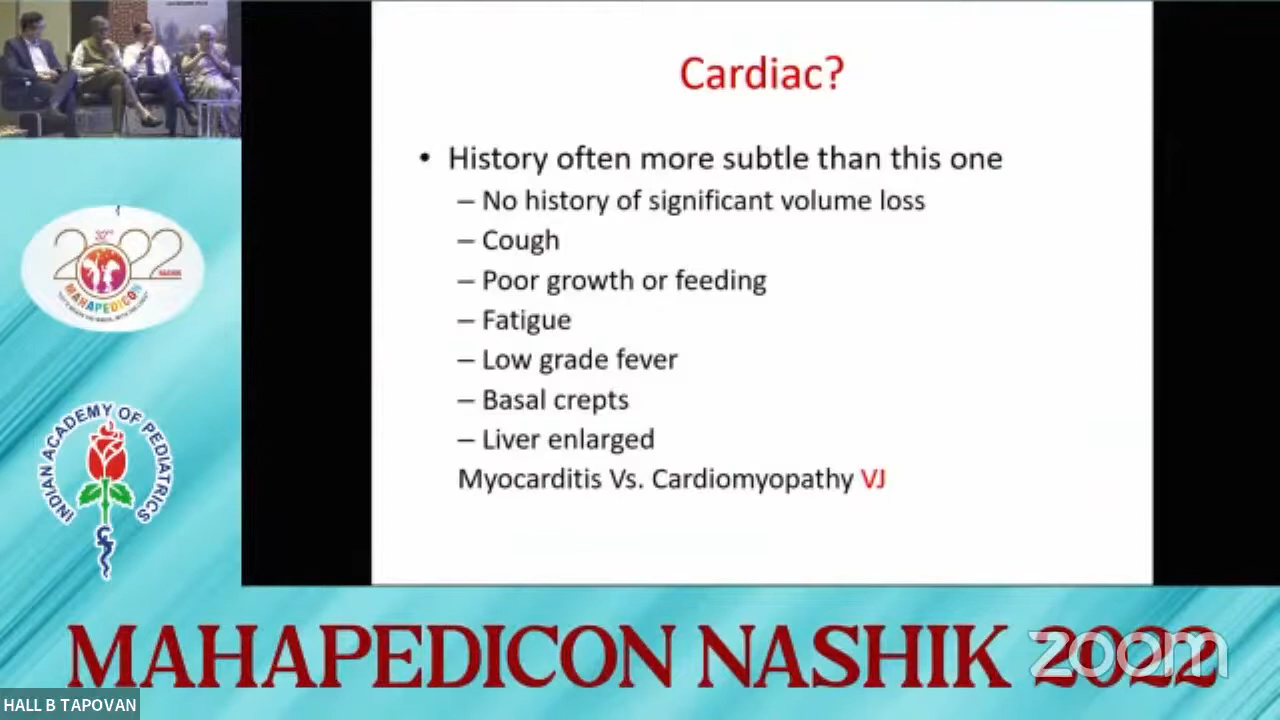 Cardiac?
• History often more subtle than this one
– No history of significant volume loss
– Cough
– Poor growth or feeding
– Fatigue
– Low grade fever
– Basal crepts
– Liver enlarged
Myocarditis Vs. Cardiomyopathy VJ
2022
MAHAPEDICON
INDIAN ACADEMY OF PEDIATRICS
MAHAPEDICON NASHIK 2022
zoom
HALL B TAPOVAN